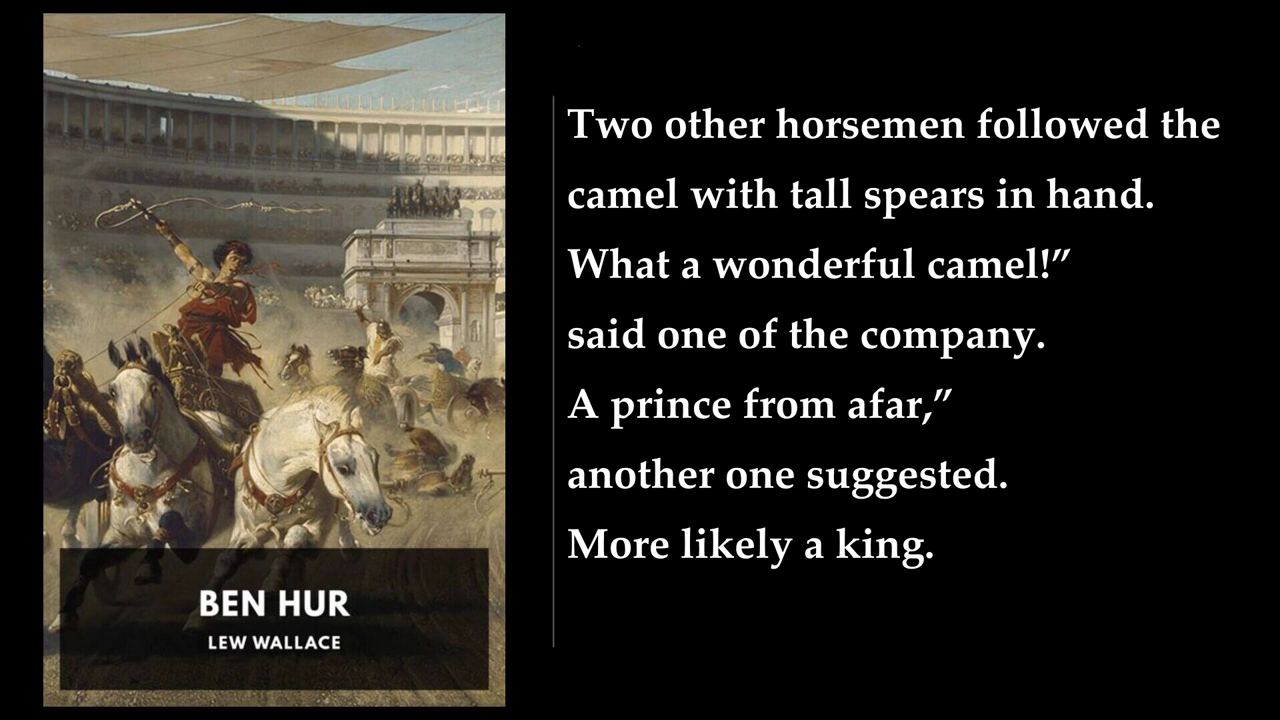 BEN HUR
LEW WALLACE
Two other horsemen followed the
camel with tall spears in hand.
What a wonderful camel!”
said one of the company.
A prince from afar,”
another one suggested.
More likely a king.